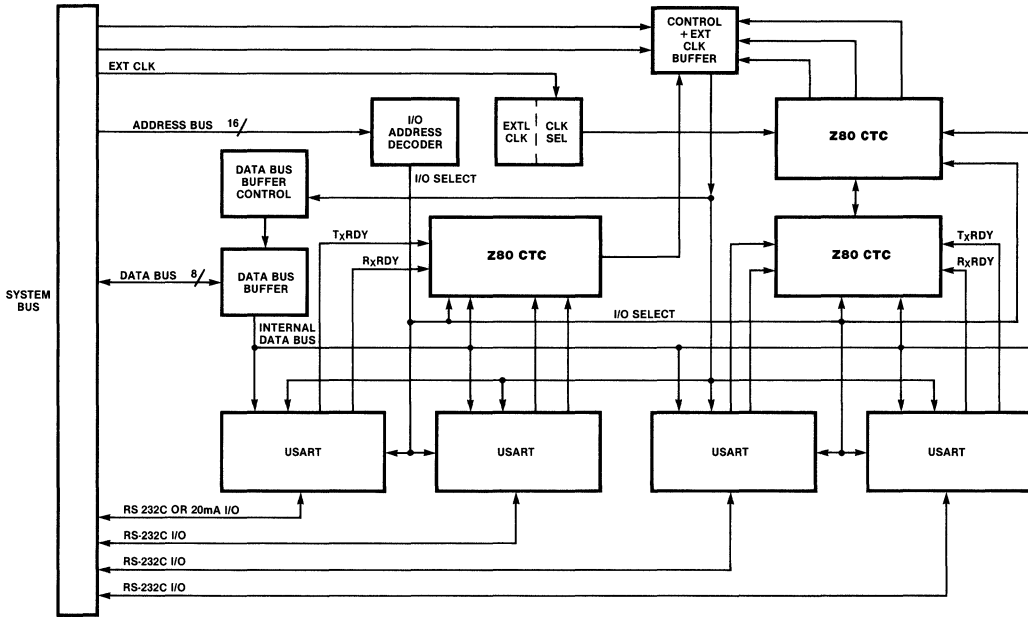 CONTROL
+ EXT
CLK
BUFFER
EXT CLK
ADDRESS BUS 16
I/O
ADDRESS
DECODER
EXTL
CLK
CLK
SEL
Z80 CTC
I/O SELECT
DATA BUS
BUFFER
CONTROL
TXRDY
RXRDY
Z80 CTC
Z80 CTC
TXRDY
RXRDY
DATA BUS 8
DATA BUS
BUFFER
SYSTEM
BUS
INTERNAL
DATA BUS
I/O SELECT
USART
USART
USART
USART
RS 232C OR 20mA I/O
RS-232C I/O
RS-232C I/O
RS-232C I/O